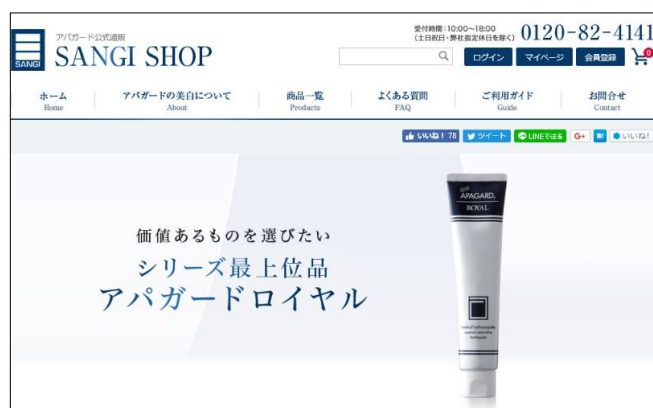 SANGI
アパガード公式通販
SANGI SHOP
受付時間：10:00～18:00
（土日祝日・弊社指定休日を除く）
0120-82-4141
ログイン
マイページ
会員登録
0
ホーム
Home
アパガードの美白について
About
商品一覧
Products
よくある質問
FAQ
ご利用ガイド
Guide
お問合せ
Contact
いいね！ 78
ツイート
LINEで送る
G+
B!
いいね!
価値あるものを選びたい
シリーズ最上位品
アパガードロイヤル
APAGARD.
ROYAL